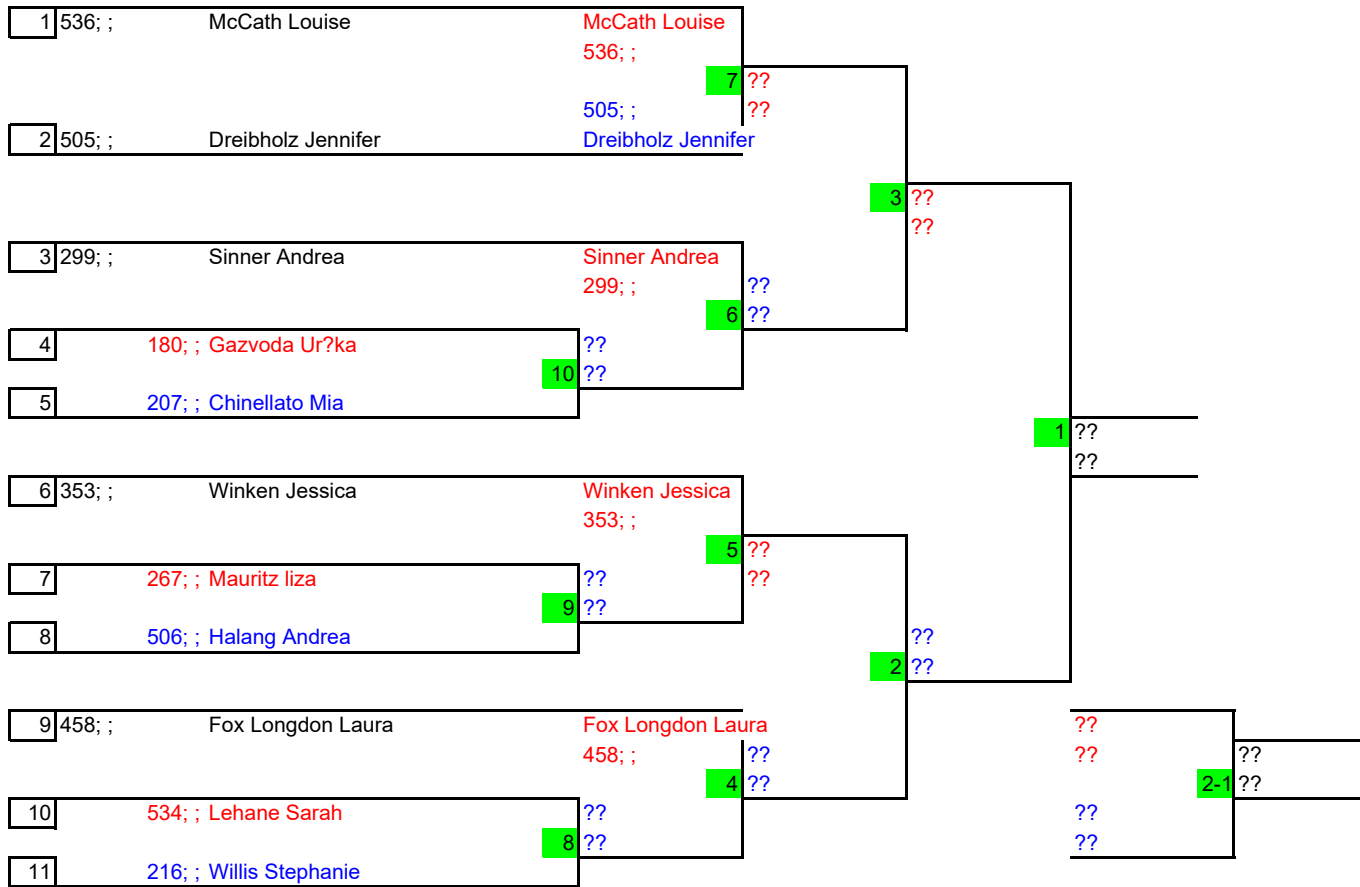 1 536; ; McCath Louise McCath Louise
536; ;
7 ??
505; ; ??
2 505; ; Dreibholz Jennifer Dreibholz Jennifer
3 ??
??
3 299; ; Sinner Andrea Sinner Andrea
299; ; ??
6 ??
4 180; ; Gazvoda Ur?ka ??
10 ??
5 207; ; Chinellato Mia
1 ??
??
6 353; ; Winken Jessica Winken Jessica
353; ;
5 ??
7 267; ; Mauritz liza ?? ??
9 ??
8 506; ; Halang Andrea ??
2 ??
9 458; ; Fox Longdon Laura Fox Longdon Laura ??
458; ; ?? ?? ??
4 ?? 2-1 ??
10 534; ; Lehane Sarah ?? ??
8 ?? ??
11 216; ; Willis Stephanie